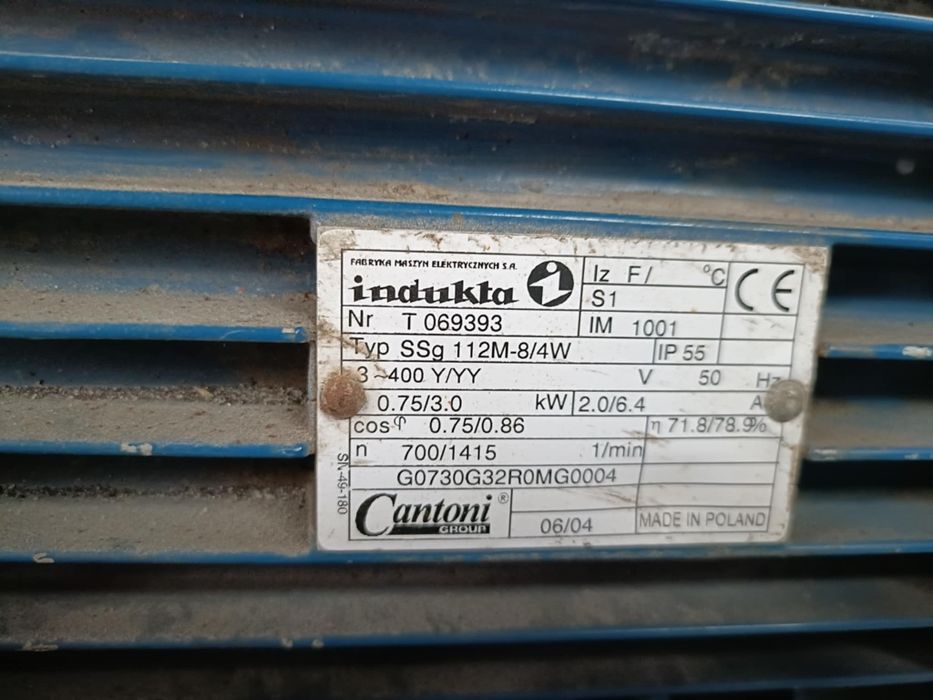 FABRYKA MASZYN ELEKTRYCZNYCH S.A.
indukta
Iz F/ °C
CE
S1
Nr T 069393
IM 1001
Typ SSg 112M-8/4W
IP 55
3~400 Y/YY V 50 Hz
0.75/3.0 kW 2.0/6.4 A
cosφ 0.75/0.86
η 71.8/78.9%
n 700/1415 1/min
G0730G32R0MG0004
SN-49-180
Cantoni®
GROUP
06/04
MADE IN POLAND